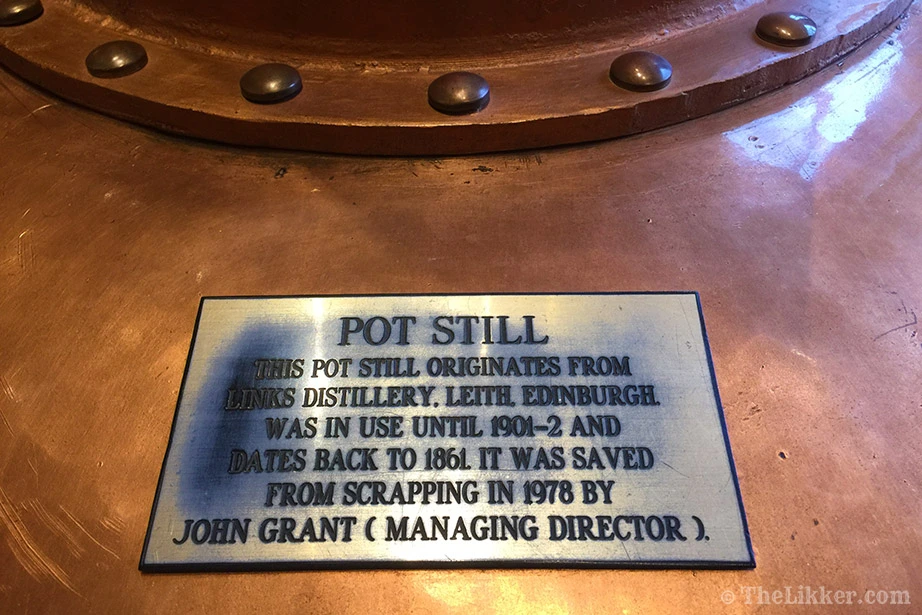 POT STILL
THIS POT STILL ORIGINATES FROM
LINKS DISTILLERY, LEITH, EDINBURGH.
WAS IN USE UNTIL 1901-2 AND
DATES BACK TO 1861. IT WAS SAVED
FROM SCRAPPING IN 1978 BY
JOHN GRANT ( MANAGING DIRECTOR ).
© TheLikker.com